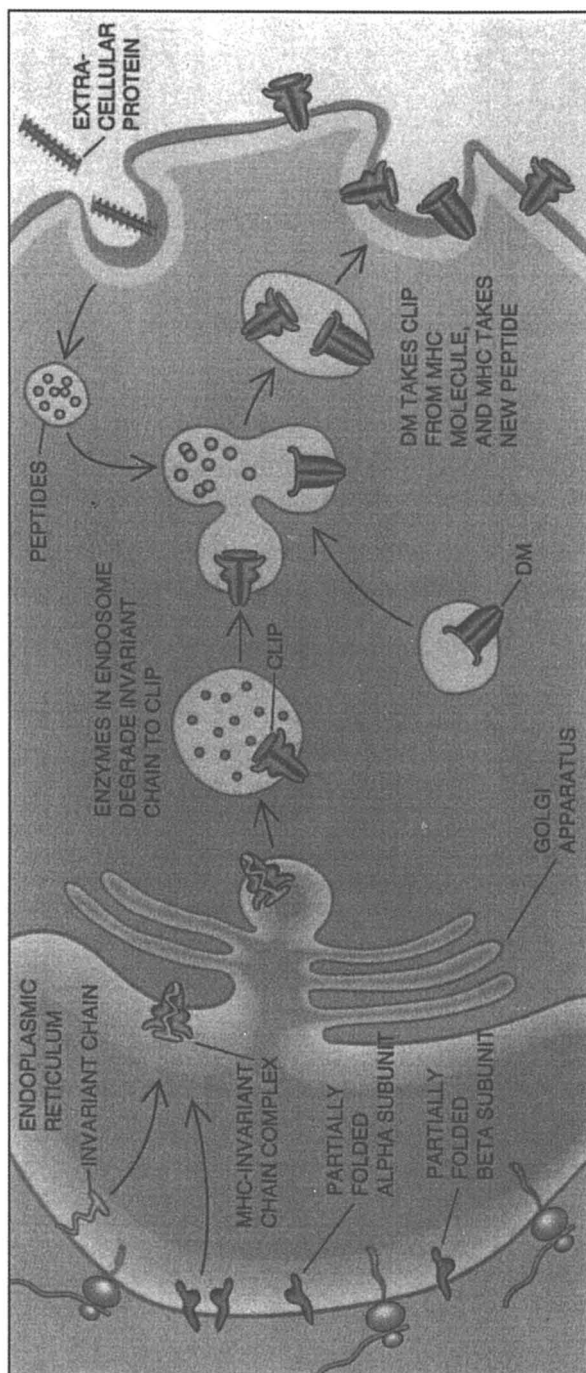 ENDOPLASMIC
RETICULUM
INVARIANT CHAIN
MHC-INVARIANT
CHAIN COMPLEX
PARTIALLY
FOLDED
ALPHA SUBUNIT
PARTIALLY
FOLDED
BETA SUBUNIT
GOLGI
APPARATUS
ENZYMES IN ENDOSOME
DEGRADE INVARIANT
CHAIN TO CLIP
CLIP
DM
PEPTIDES
EXTRA-
CELLULAR
PROTEIN
DM TAKES CLIP
FROM MHC
MOLECULE,
AND MHC TAKES
NEW PEPTIDE